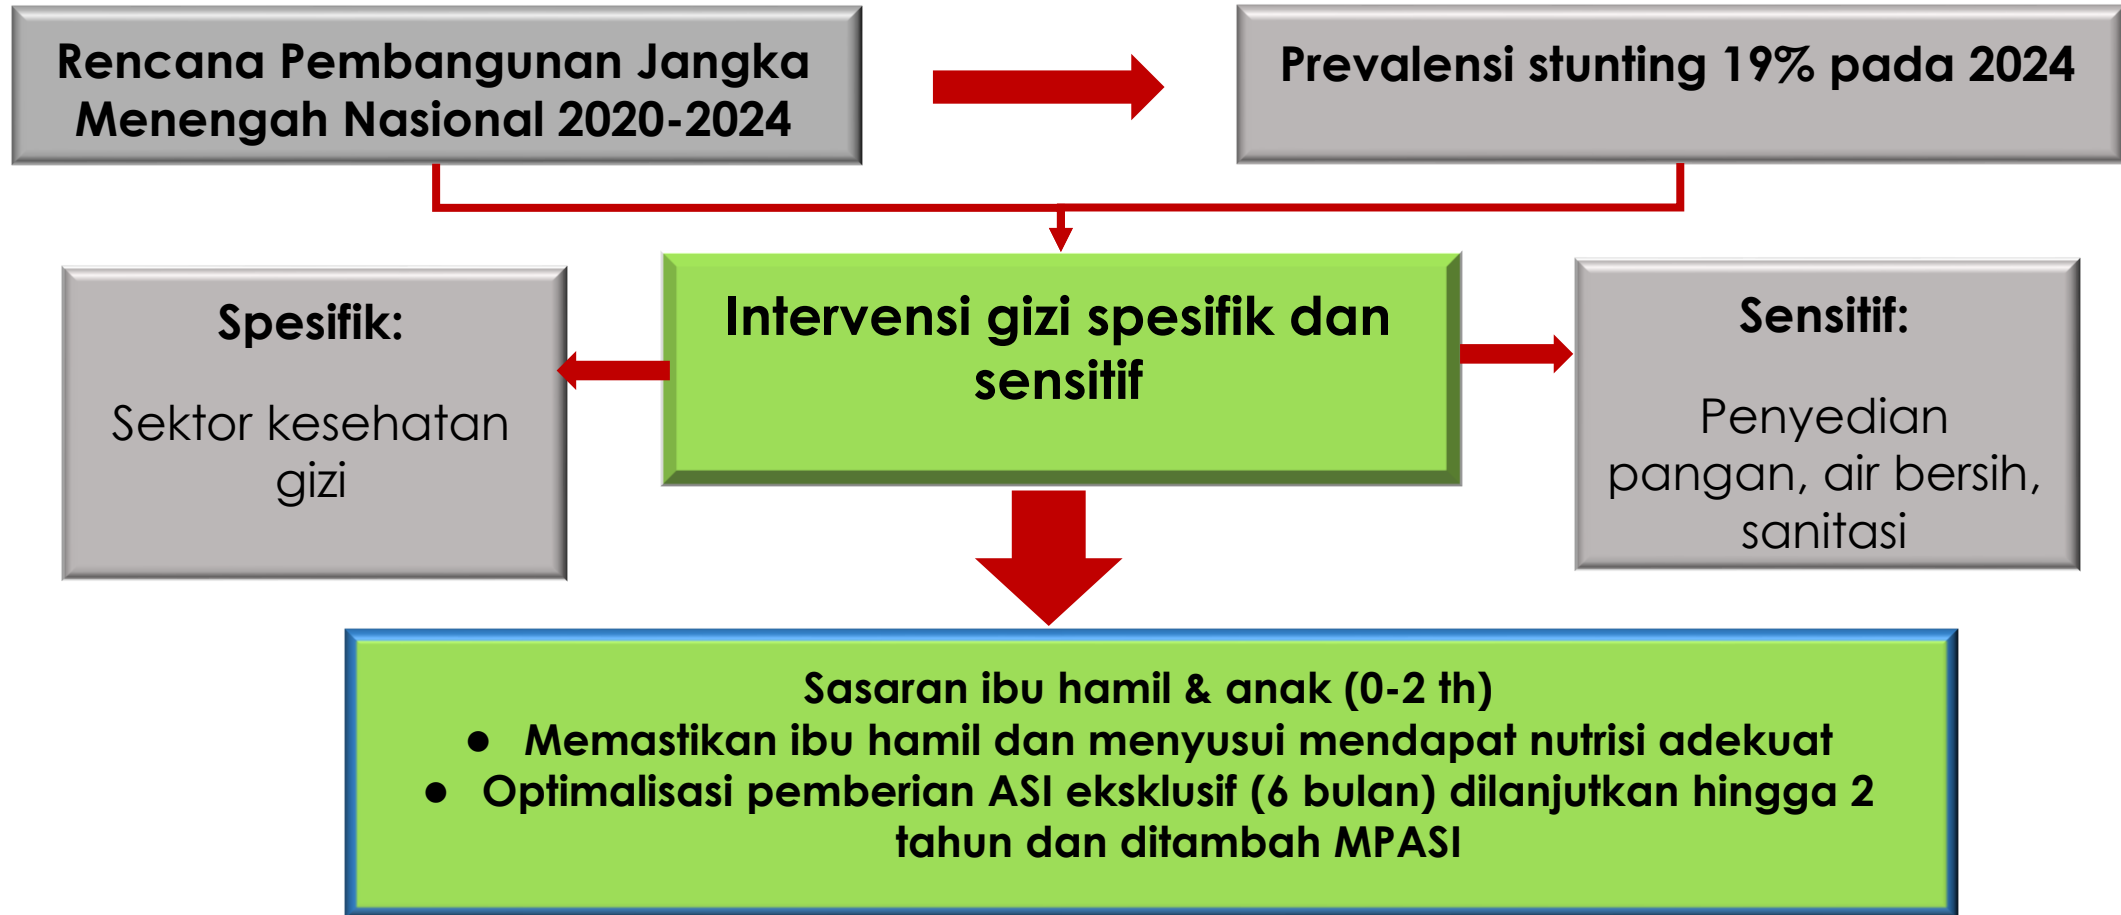 Rencana Pembangunan Jangka
Menengah Nasional 2020-2024
Prevalensi stunting 19% pada 2024
Spesifik:
Sektor kesehatan
gizi
Intervensi gizi spesifik dan
sensitif
Sensitif:
Penyedian
pangan, air bersih,
sanitasi
Sasaran ibu hamil & anak (0-2 th)
● Memastikan ibu hamil dan menyusui mendapat nutrisi adekuat
● Optimalisasi pemberian ASI eksklusif (6 bulan) dilanjutkan hingga 2
tahun dan ditambah MPASI